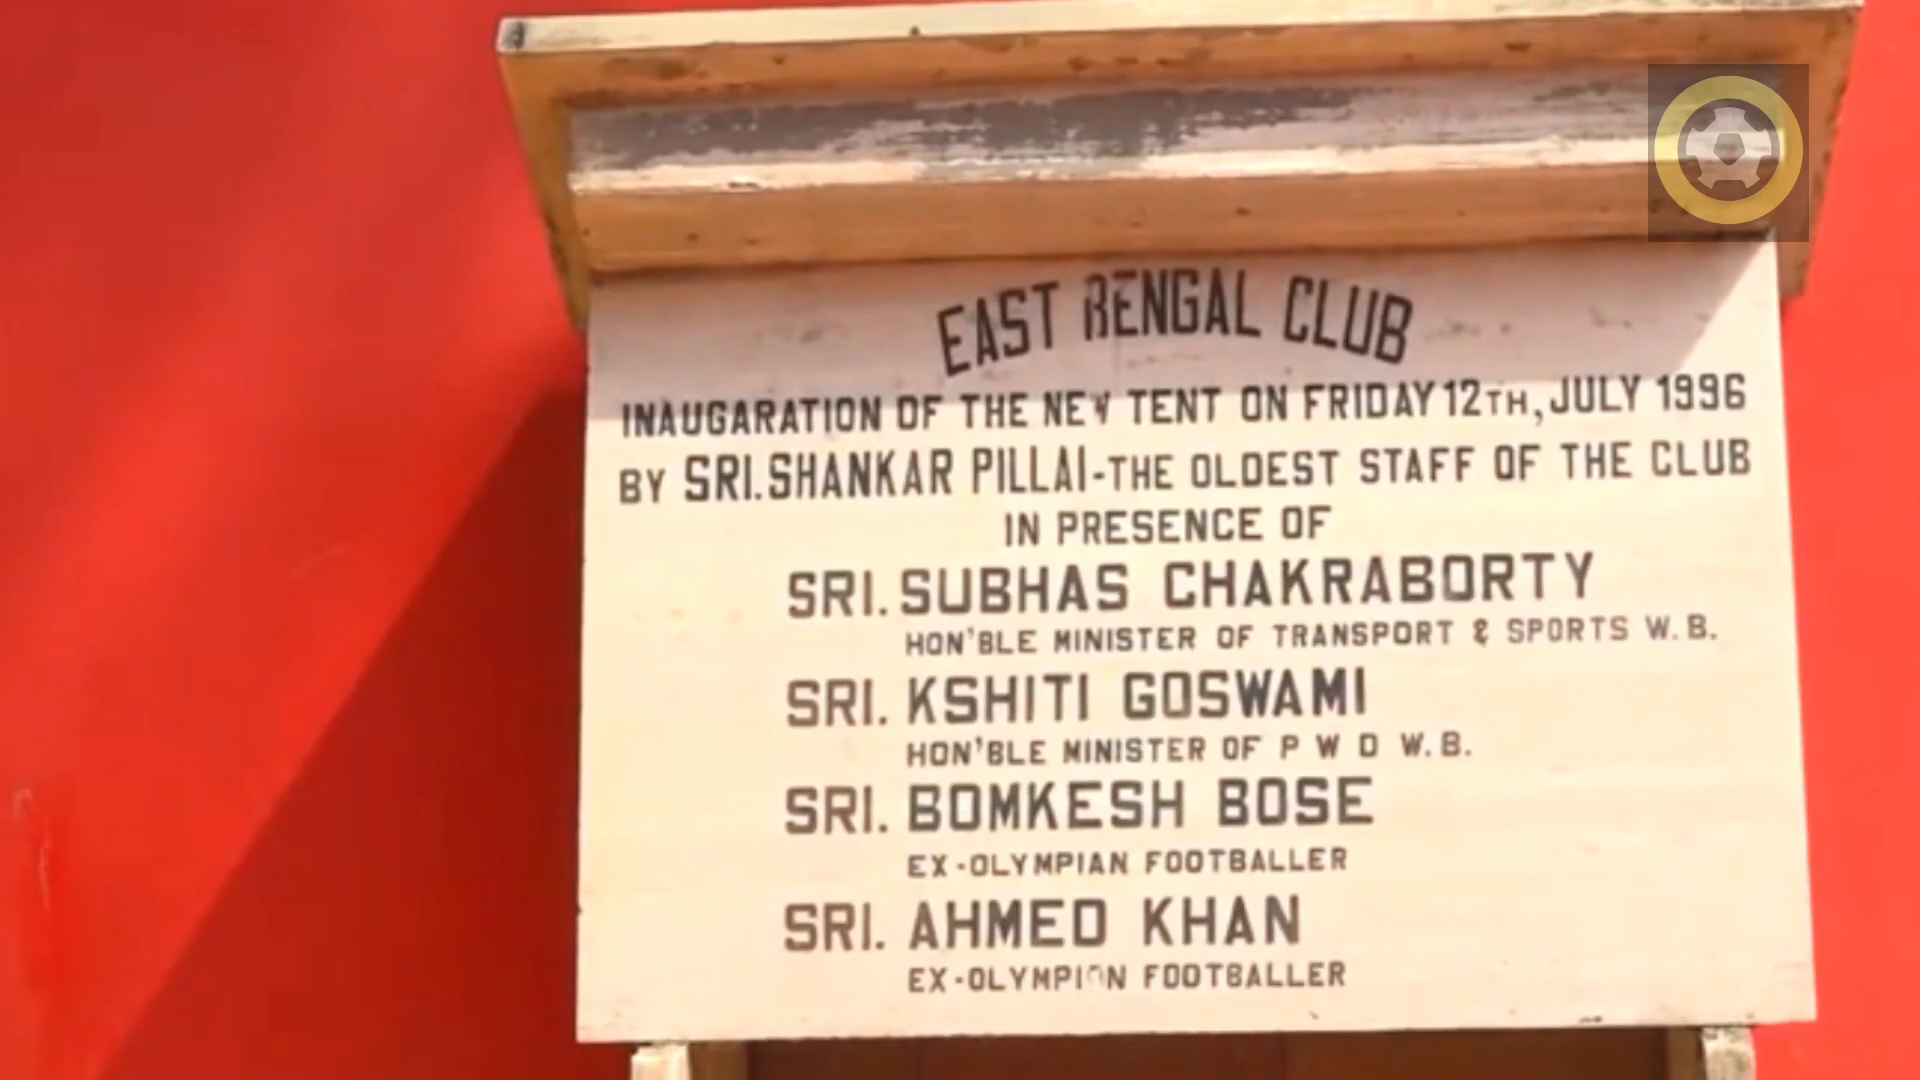 EAST BENGAL CLUB
INAUGARATION OF THE NEW TENT ON FRIDAY 12TH, JULY 1996
BY SRI. SHANKAR PILLAI-THE OLDEST STAFF OF THE CLUB
IN PRESENCE OF
SRI. SUBHAS CHAKRABORTY
HON'BLE MINISTER OF TRANSPORT & SPORTS W.B.
SRI. KSHITI GOSWAMI
HON'BLE MINISTER OF P W D W.B.
SRI. BOMKESH BOSE
EX-OLYMPIAN FOOTBALLER
SRI. AHMED KHAN
EX-OLYMPION FOOTBALLER